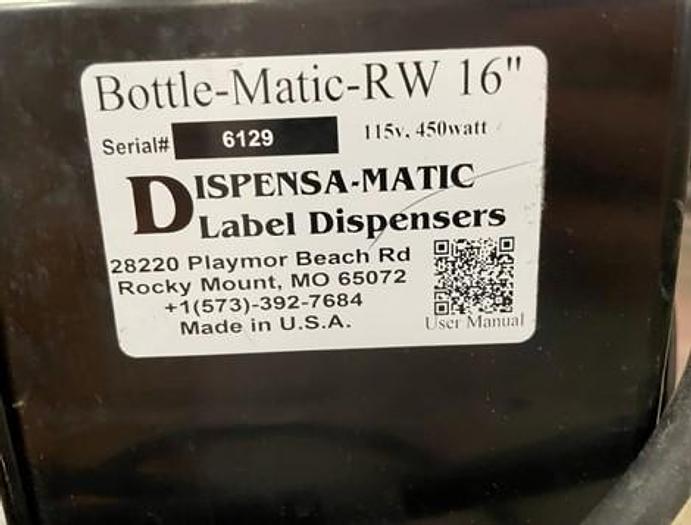 Bottle-Matic-RW 16"
Serial# 6129 115v, 450watt
DISPENSA-MATIC
Label Dispensers
28220 Playmor Beach Rd
Rocky Mount, MO 65072
+1(573)-392-7684
Made in U.S.A.
User Manual